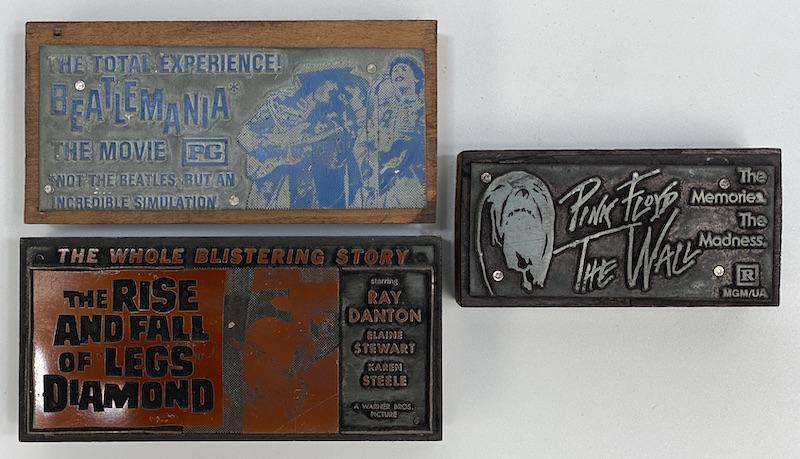 THE TOTAL EXPERIENCE!
BEATLEMANIA*
THE MOVIE PG
*NOT THE BEATLES, BUT AN
INCREDIBLE SIMULATION
THE WHOLE BLISTERING STORY
THE RISE
AND FALL
OF LEGS
DIAMOND
starring
RAY
DANTON
ELAINE
STEWART
KAREN
STEELE
A WARNER BROS.
PICTURE
PINK FLOYD
THE WALL
The
Memories.
The
Madness.
R
MGM/UA